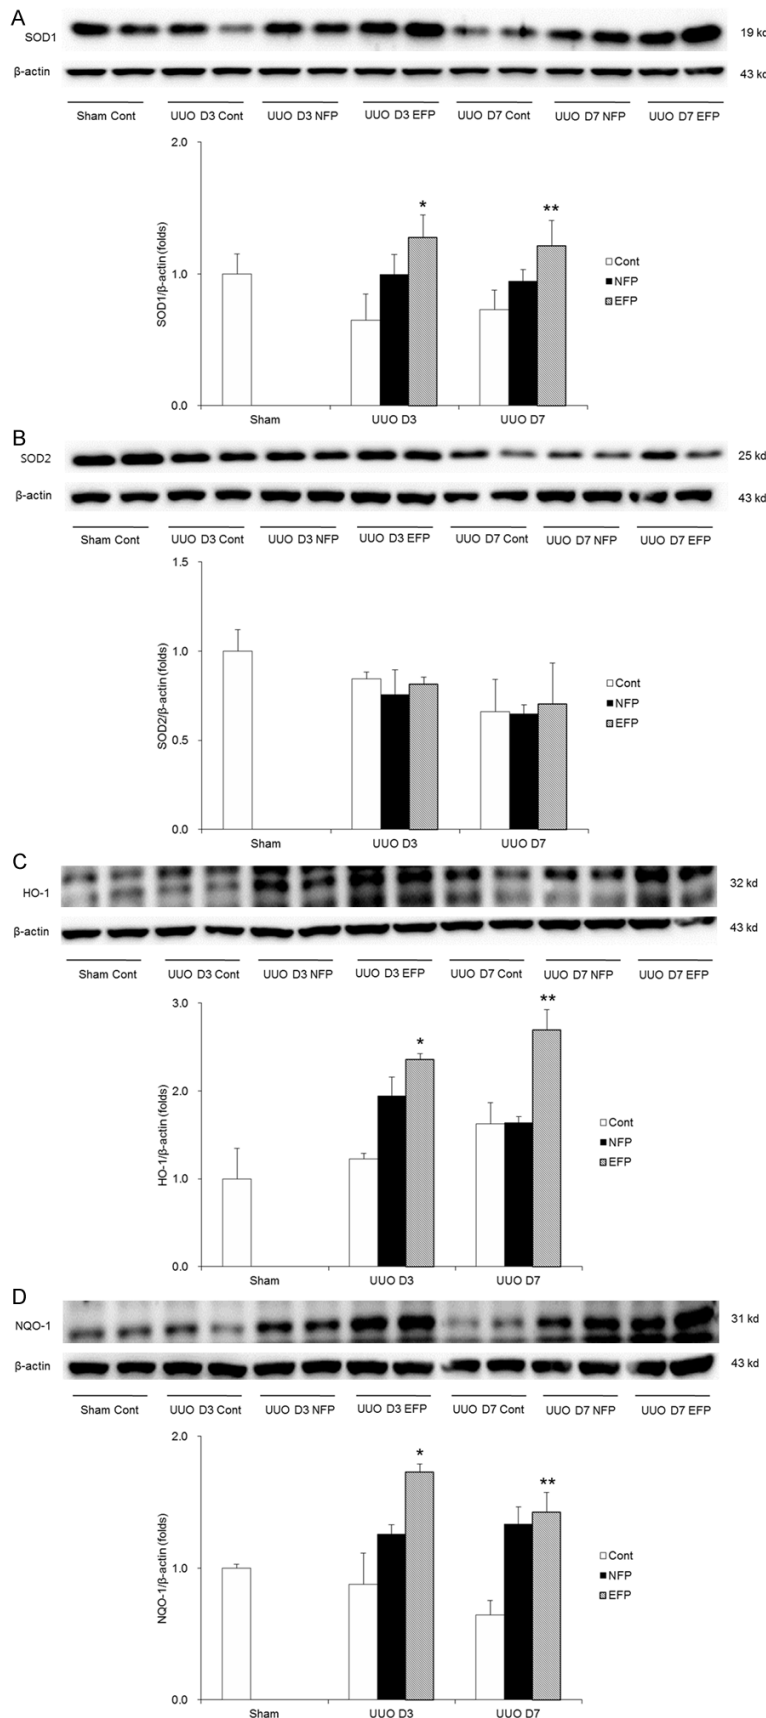 A
SOD1
19 kd
β-actin
43 kd
Sham Cont UUO D3 Cont UUO D3 NFP UUO D3 EFP UUO D7 Cont UUO D7 NFP UUO D7 EFP
2.0
1.0
0.0
SOD1/β-actin (folds)
*
**
Cont
NFP
EFP
Sham UUO D3 UUO D7
B
SOD2
25 kd
β-actin
43 kd
Sham Cont UUO D3 Cont UUO D3 NFP UUO D3 EFP UUO D7 Cont UUO D7 NFP UUO D7 EFP
1.5
1.0
0.5
0.0
SOD2/β-actin (folds)
Cont
NFP
EFP
Sham UUO D3 UUO D7
C
HO-1
32 kd
β-actin
43 kd
Sham Cont UUO D3 Cont UUO D3 NFP UUO D3 EFP UUO D7 Cont UUO D7 NFP UUO D7 EFP
3.0
2.0
1.0
0.0
HO-1/β-actin (folds)
*
**
Cont
NFP
EFP
Sham UUO D3 UUO D7
D
NQO-1
31 kd
β-actin
43 kd
Sham Cont UUO D3 Cont UUO D3 NFP UUO D3 EFP UUO D7 Cont UUO D7 NFP UUO D7 EFP
2.0
1.0
0.0
NQO-1/β-actin (folds)
*
**
Cont
NFP
EFP
Sham UUO D3 UUO D7